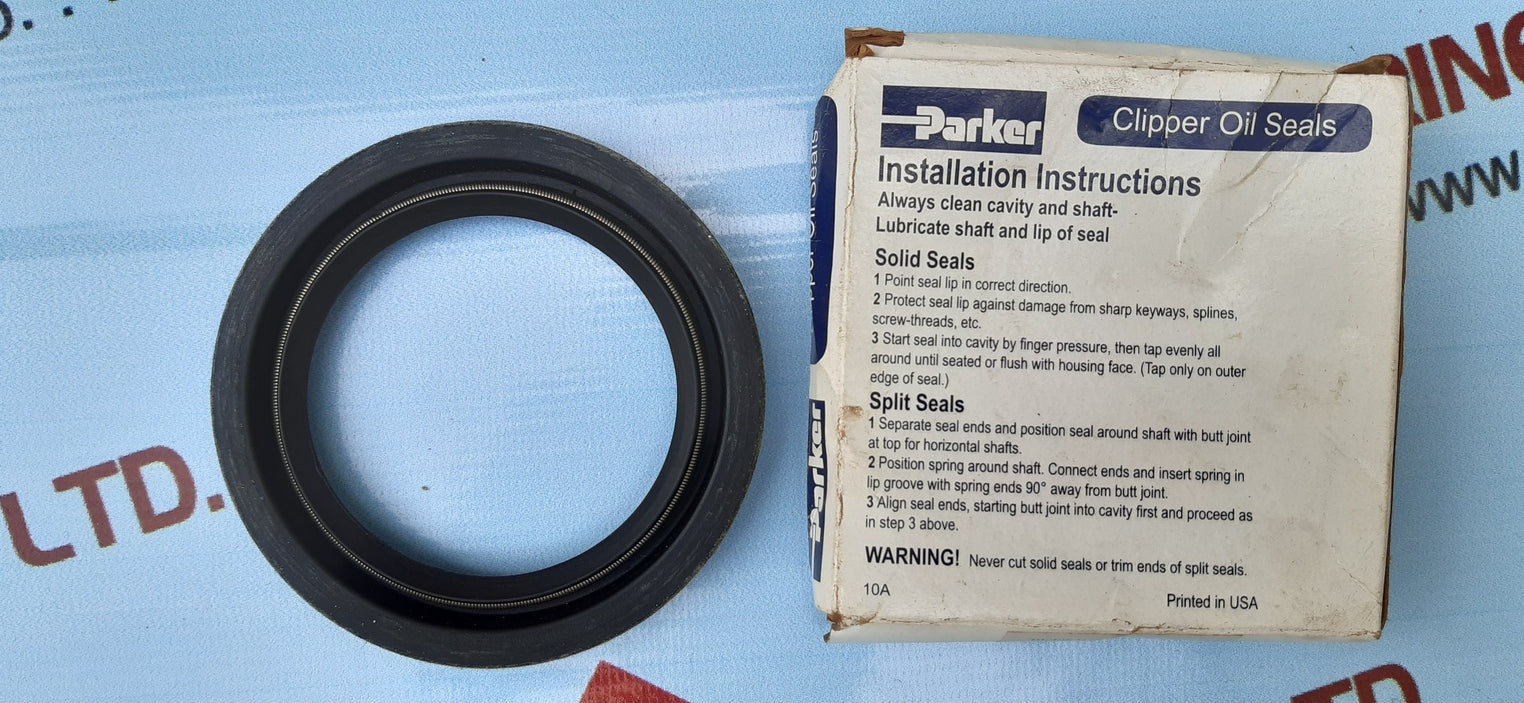 Parker
Clipper Oil Seals
Installation Instructions
Always clean cavity and shaft-
Lubricate shaft and lip of seal
Solid Seals
1 Point seal lip in correct direction.
2 Protect seal lip against damage from sharp keyways, splines,
screw-threads, etc.
3 Start seal into cavity by finger pressure, then tap evenly all
around until seated or flush with housing face. (Tap only on outer
edge of seal.)
Split Seals
1 Separate seal ends and position seal around shaft with butt joint
at top for horizontal shafts.
2 Position spring around shaft. Connect ends and insert spring in
lip groove with spring ends 90° away from butt joint.
3 Align seal ends, starting butt joint into cavity first and proceed as
in step 3 above.
WARNING! Never cut solid seals or trim ends of split seals.
10A
Printed in USA
Oil Seals
Parker
LTD.
RING
www